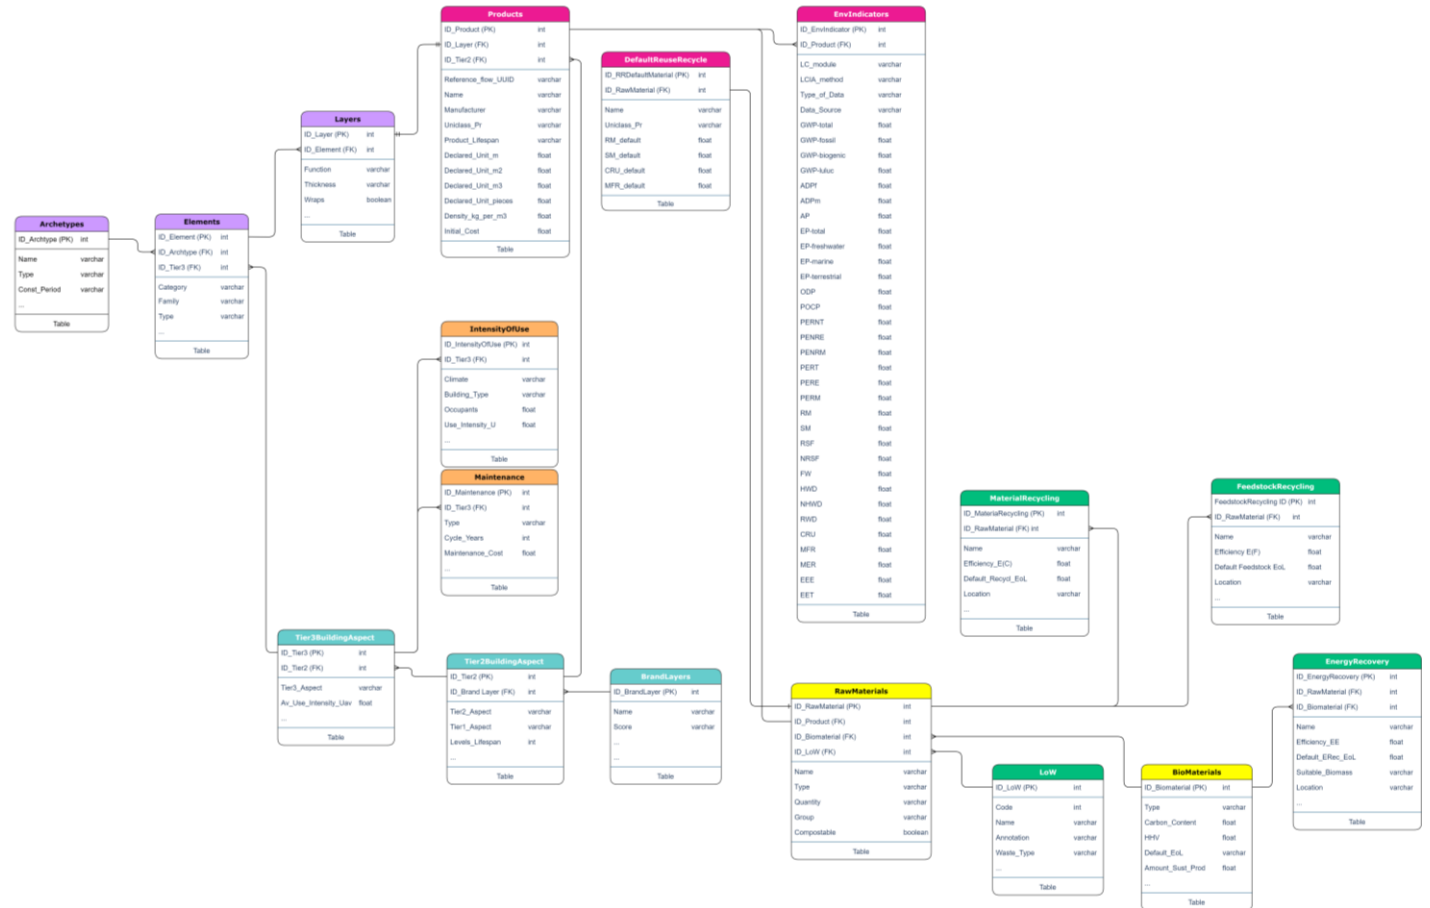 Products
ID_Product (PK) int
ID_Layer (FK) int
ID_Tier2 (FK) int
Reference_flow_UUID varchar
Name varchar
Manufacturer varchar
Uniclass_Pr varchar
Product_Lifespan varchar
Declared_Unit_m float
Declared_Unit_m2 float
Declared_Unit_m3 float
Declared_Unit_pieces float
Density_kg_per_m3 float
Initial_Cost float
Table
EnvIndicators
ID_EnvIndicator (PK) int
ID_Product (FK) int
LC_module varchar
LCIA_method varchar
Type_of_Data varchar
Data_Source varchar
GWP-total float
GWP-fossil float
GWP-biogenic float
GWP-luluc float
ADPf float
ADPm float
AP float
EP-total float
EP-freshwater float
EP-marine float
EP-terrestrial float
ODP float
POCP float
PERNT float
PENRE float
PENRM float
PERT float
PERE float
PERM float
RM float
SM float
RSF float
NRSF float
FW float
HWD float
NHWD float
RWD float
CRU float
MFR float
MER float
EEE float
EET float
Table
DefaultReuseRecycle
ID_RRDefaultMaterial (PK) int
ID_RawMaterial (FK) int
Name varchar
Uniclass_Pr varchar
RM_default float
SM_default float
CRU_default float
MFR_default float
Table
Layers
ID_Layer (PK) int
ID_Element (FK) int
Function varchar
Thickness varchar
Wraps boolean
...
Table
Archetypes
ID_Archtype (PK) int
Name varchar
Type varchar
Const_Period varchar
...
Table
Elements
ID_Element (PK) int
ID_Archtype (FK) int
ID_Tier3 (FK) int
Category varchar
Family varchar
Type varchar
...
Table
IntensityOfUse
ID_IntensityOfUse (PK) int
ID_Tier3 (FK) int
Climate varchar
Building_Type varchar
Occupants float
Use_Intensity_U float
...
Table
Maintenance
ID_Maintenance (PK) int
ID_Tier3 (FK) int
Type varchar
Cycle_Years int
Maintenance_Cost float
...
Table
MaterialRecycling
ID_MateriaRecycling (PK) int
ID_RawMaterial (FK) int
Name varchar
Efficiency_E(C) float
Default_Recycl_EoL float
Location varchar
...
Table
FeedstockRecycling
FeedstockRecycling ID (PK) int
ID_RawMaterial (FK) int
Name varchar
Efficiency E(F) float
Default Feedstock EoL float
Location varchar
...
Table
Tier3BuildingAspect
ID_Tier3 (PK) int
ID_Tier2 (FK) int
Tier3_Aspect varchar
Av_Use_Intensity_Uav float
...
Table
Tier2BuildingAspect
ID_Tier2 (PK) int
ID_Brand Layer (FK) int
Tier2_Aspect varchar
Tier1_Aspect varchar
Levels_Lifespan int
...
Table
BrandLayers
ID_BrandLayer (PK) int
Name varchar
Score varchar
...
...
Table
RawMaterials
ID_RawMaterial (PK) int
ID_Product (FK) int
ID_Biomaterial (FK) int
ID_LoW (FK) int
Name varchar
Type varchar
Quantity varchar
Group varchar
Compostable boolean
Table
EnergyRecovery
ID_EnergyRecovery (PK) int
ID_RawMaterial (FK) int
ID_Biomaterial (FK) int
Name varchar
Efficiency_EE float
Default_ERec_EoL float
Suitable_Biomass varchar
Location varchar
...
Table
LoW
ID_LoW (PK) int
Code int
Name varchar
Annotation varchar
Waste_Type varchar
...
Table
BioMaterials
ID_Biomaterial (PK) int
Type varchar
Carbon_Content float
HHV float
Default_EoL varchar
Amount_Sust_Prod float
...
Table